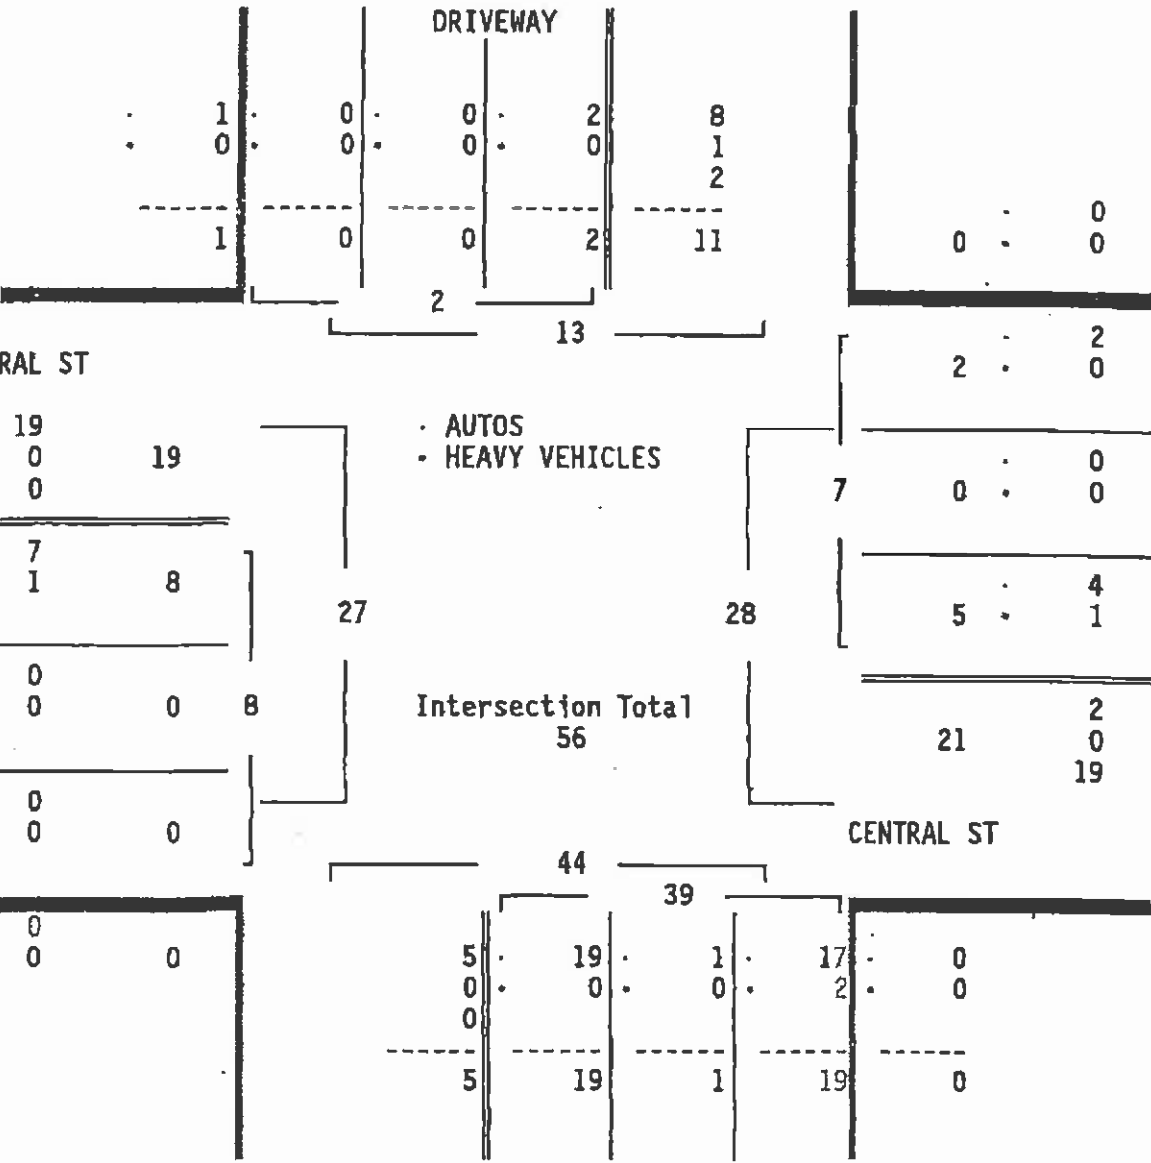 DRIVEWAY
· 1 · 0 · 0 · 2 8
· 0 · 0 · 0 · 0 1
2
------- ------- ------- ------- -------
1 0 0 2 11
· 0
0 · 0
2
13
· 2
2 · 0
RAL ST
19
0 19
0
· AUTOS
· HEAVY VEHICLES
· 0
7 0 · 0
7
1 8
· 4
27 28 5 · 1
0
0 0 8
Intersection Total
56
2
21 0
19
0
0 0
CENTRAL ST
44
39
0
0 0
5 · 19 · 1 · 17 · 0
0 · 0 · 0 · 2 · 0
0
------- ------- ------- ------- -------
5 19 1 19 0